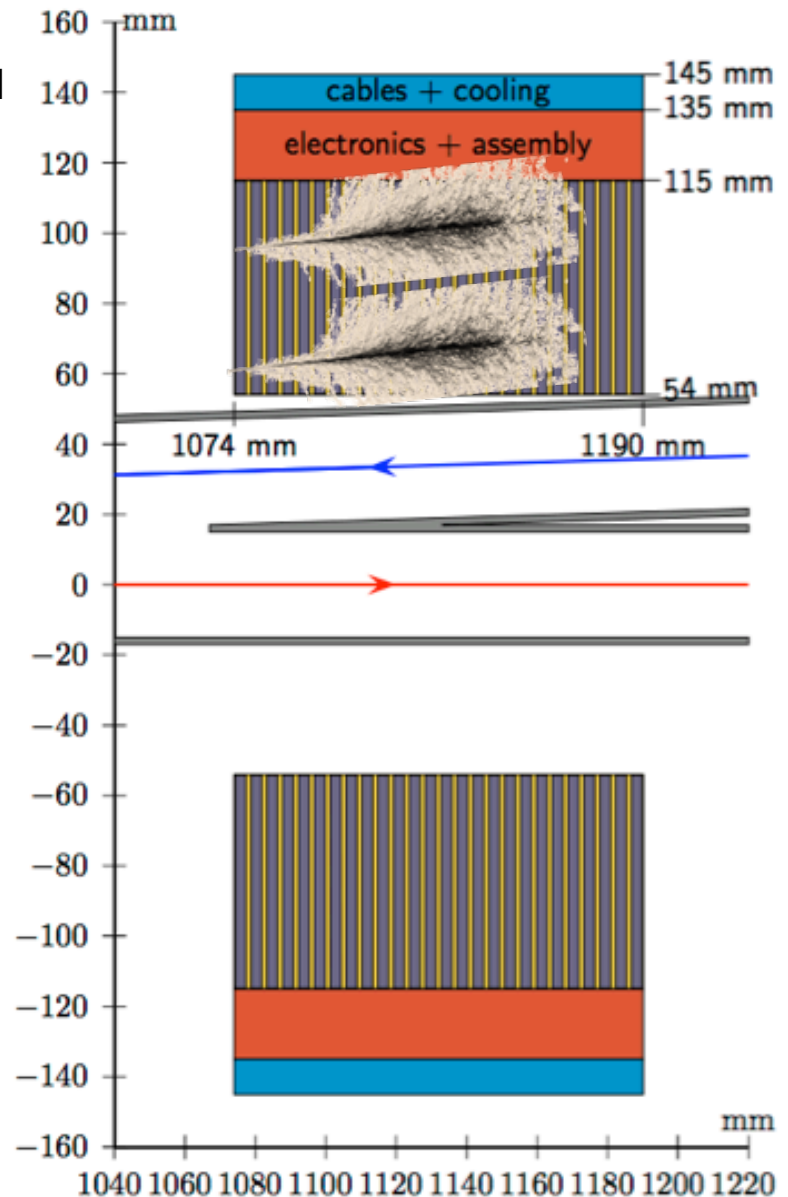 160 mm
145 mm
140
cables + cooling
135 mm
electronics + assembly
120
115 mm
100
80
60
54 mm
40
1074 mm
1190 mm
20
0
−20
−40
−60
−80
−100
−120
−140
mm
−160
1040 1060 1080 1100 1120 1140 1160 1180 1200 1220